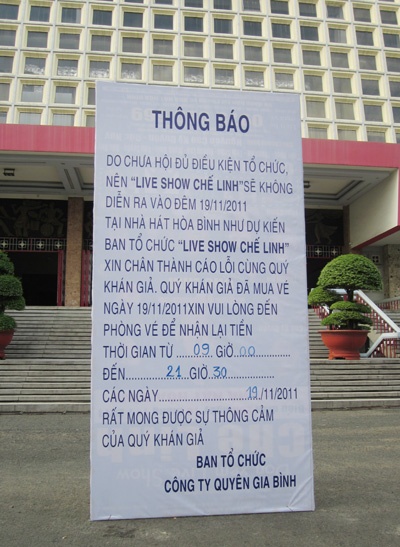 THÔNG BÁO
DO CHƯA HỘI ĐỦ ĐIỀU KIỆN TỔ CHỨC,
NÊN “LIVE SHOW CHẾ LINH”SẼ KHÔNG
DIỄN RA VÀO ĐÊM 19/11/2011
TẠI NHÀ HÁT HÒA BÌNH NHƯ DỰ KIẾN
BAN TỔ CHỨC “LIVE SHOW CHẾ LINH”
XIN CHÂN THÀNH CÁO LỖI CÙNG QUÝ
KHÁN GIẢ. QUÝ KHÁN GIẢ ĐÃ MUA VÉ
NGÀY 19/11/2011XIN VUI LÒNG ĐẾN
PHÒNG VÉ ĐỂ NHẬN LẠI TIỀN
THỜI GIAN TỪ ....09...GIỜ.00..............
ĐẾN...........21..GIỜ 30..............
CÁC NGÀY.......................19./11/2011
RẤT MONG ĐƯỢC SỰ THÔNG CẢM
CỦA QUÝ KHÁN GIẢ
BAN TỔ CHỨC
CÔNG TY QUYÊN GIA BÌNH